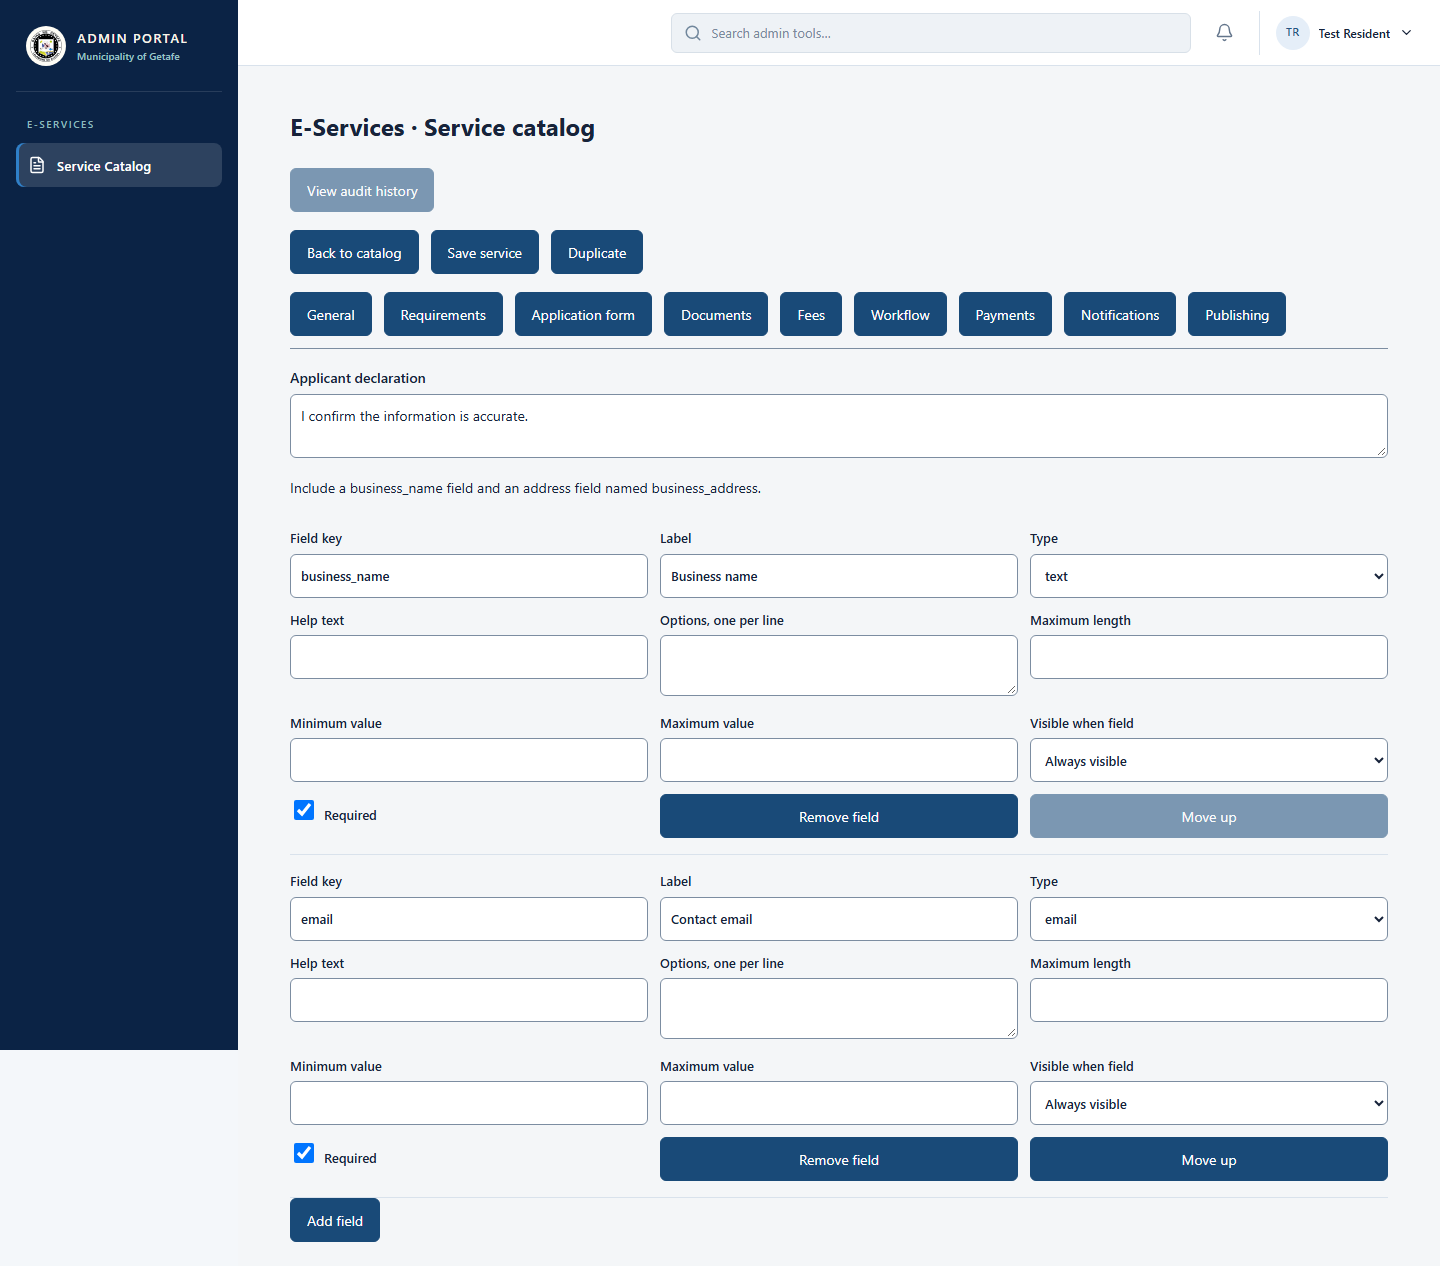 ADMIN PORTAL
Municipality of Getafe
Search admin tools...
TR
Test Resident
E-SERVICES
Service Catalog
E-Services · Service catalog
View audit history
Back to catalog
Save service
Duplicate
General
Requirements
Application form
Documents
Fees
Workflow
Payments
Notifications
Publishing
Applicant declaration
I confirm the information is accurate.
Include a business_name field and an address field named business_address.
Field key
Label
Type
business_name
Business name
text
Help text
Options, one per line
Maximum length
Minimum value
Maximum value
Visible when field
Always visible
Required
Remove field
Move up
Field key
Label
Type
email
Contact email
email
Help text
Options, one per line
Maximum length
Minimum value
Maximum value
Visible when field
Always visible
Required
Remove field
Move up
Add field